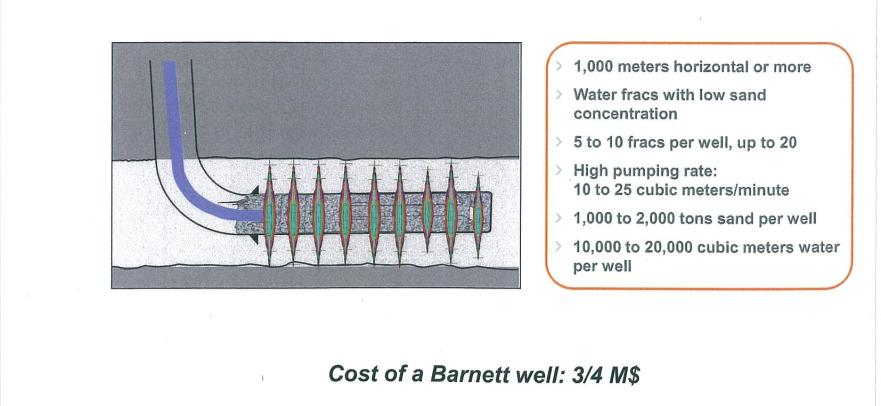 > 1,000 meters horizontal or more
> Water fracs with low sand
concentration
> 5 to 10 fracs per well, up to 20
> High pumping rate:
10 to 25 cubic meters/minute
> 1,000 to 2,000 tons sand per well
> 10,000 to 20,000 cubic meters water
per well
Cost of a Barnett well: 3/4 M$